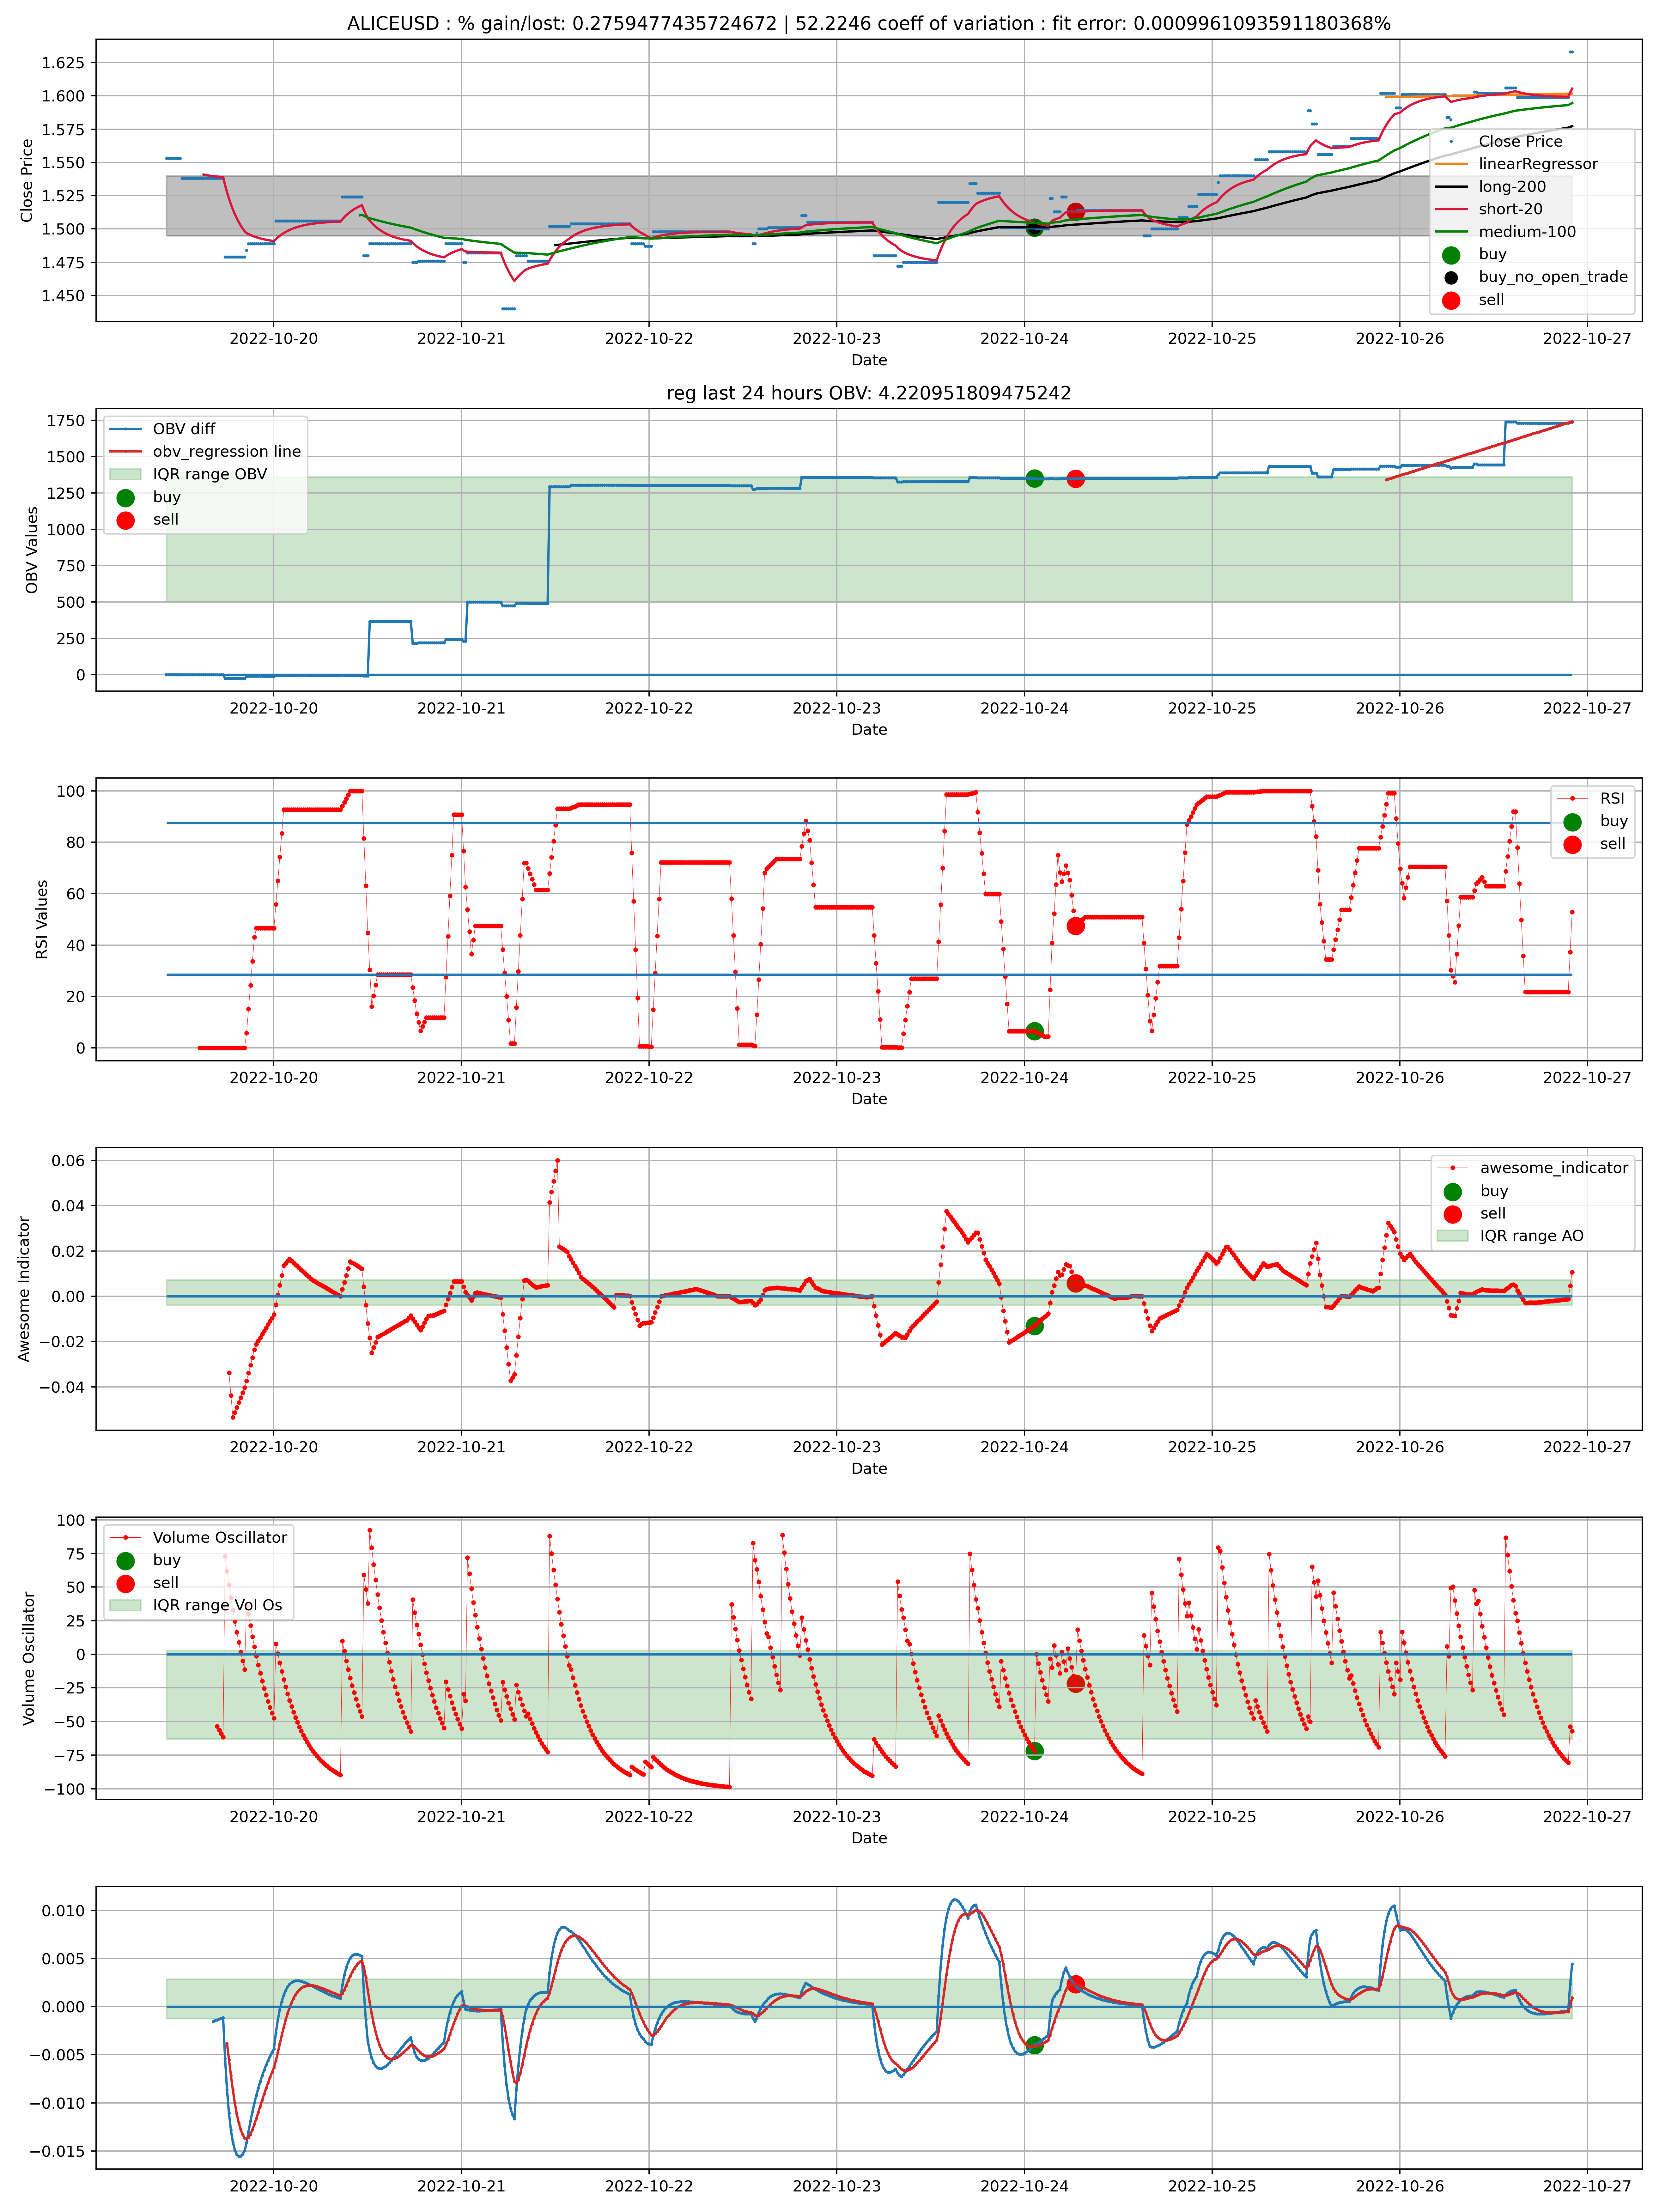 ALICEUSD : % gain/lost: 0.2759477435724672 | 52.2246 coeff of variation : fit error: 0.0009961093591180368%
Close Price
1.625
1.600
1.575
1.550
1.525
1.500
1.475
1.450
Close Price
linearRegressor
long-200
short-20
medium-100
buy
buy_no_open_trade
sell
2022-10-20 2022-10-21 2022-10-22 2022-10-23 2022-10-24 2022-10-25 2022-10-26 2022-10-27
Date
reg last 24 hours OBV: 4.220951809475242
OBV Values
1750
1500
1250
1000
750
500
250
0
OBV diff
obv_regression line
IQR range OBV
buy
sell
2022-10-20 2022-10-21 2022-10-22 2022-10-23 2022-10-24 2022-10-25 2022-10-26 2022-10-27
Date
RSI Values
100
80
60
40
20
0
RSI
buy
sell
2022-10-20 2022-10-21 2022-10-22 2022-10-23 2022-10-24 2022-10-25 2022-10-26 2022-10-27
Date
Awesome Indicator
0.06
0.04
0.02
0.00
−0.02
−0.04
awesome_indicator
buy
sell
IQR range AO
2022-10-20 2022-10-21 2022-10-22 2022-10-23 2022-10-24 2022-10-25 2022-10-26 2022-10-27
Date
Volume Oscillator
100
75
50
25
0
−25
−50
−75
−100
Volume Oscillator
buy
sell
IQR range Vol Os
2022-10-20 2022-10-21 2022-10-22 2022-10-23 2022-10-24 2022-10-25 2022-10-26 2022-10-27
Date
0.010
0.005
0.000
−0.005
−0.010
−0.015
2022-10-20 2022-10-21 2022-10-22 2022-10-23 2022-10-24 2022-10-25 2022-10-26 2022-10-27